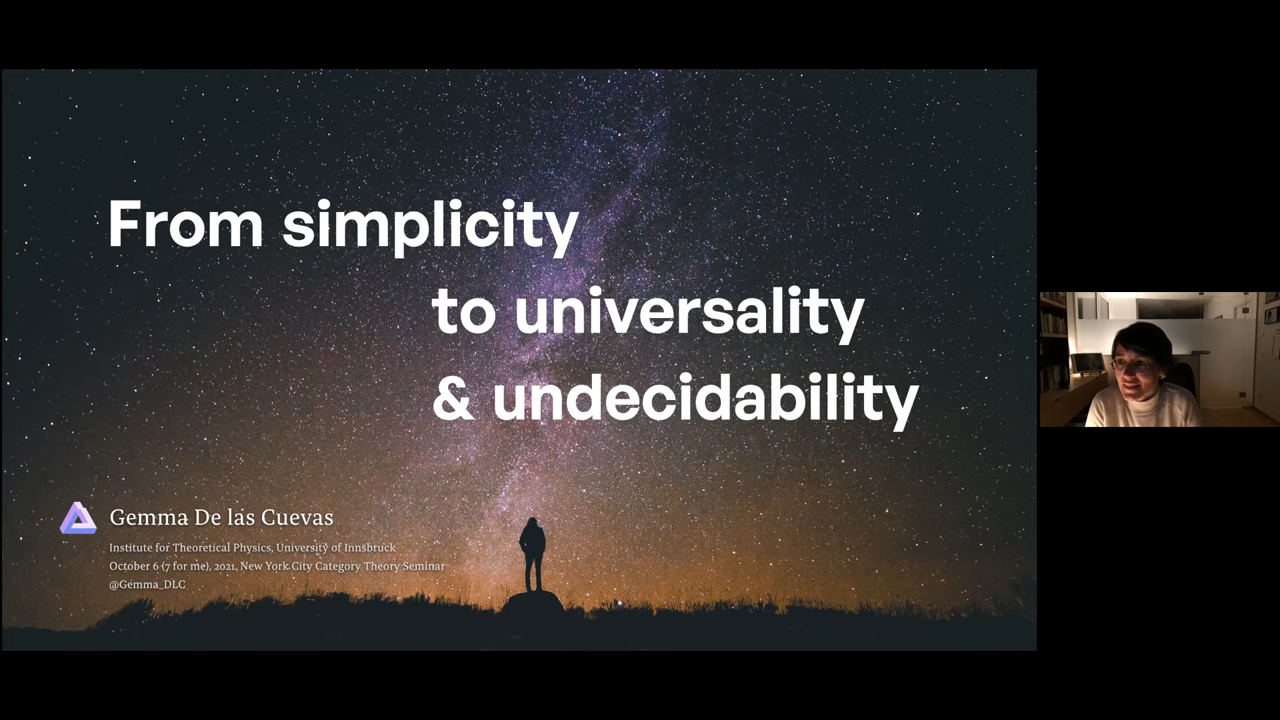 From simplicity
to universality
& undecidability
Gemma De las Cuevas
Institute for Theoretical Physics, University of Innsbruck
October 6 (7 for me), 2021, New York City Category Theory Seminar
@Gemma_DLC